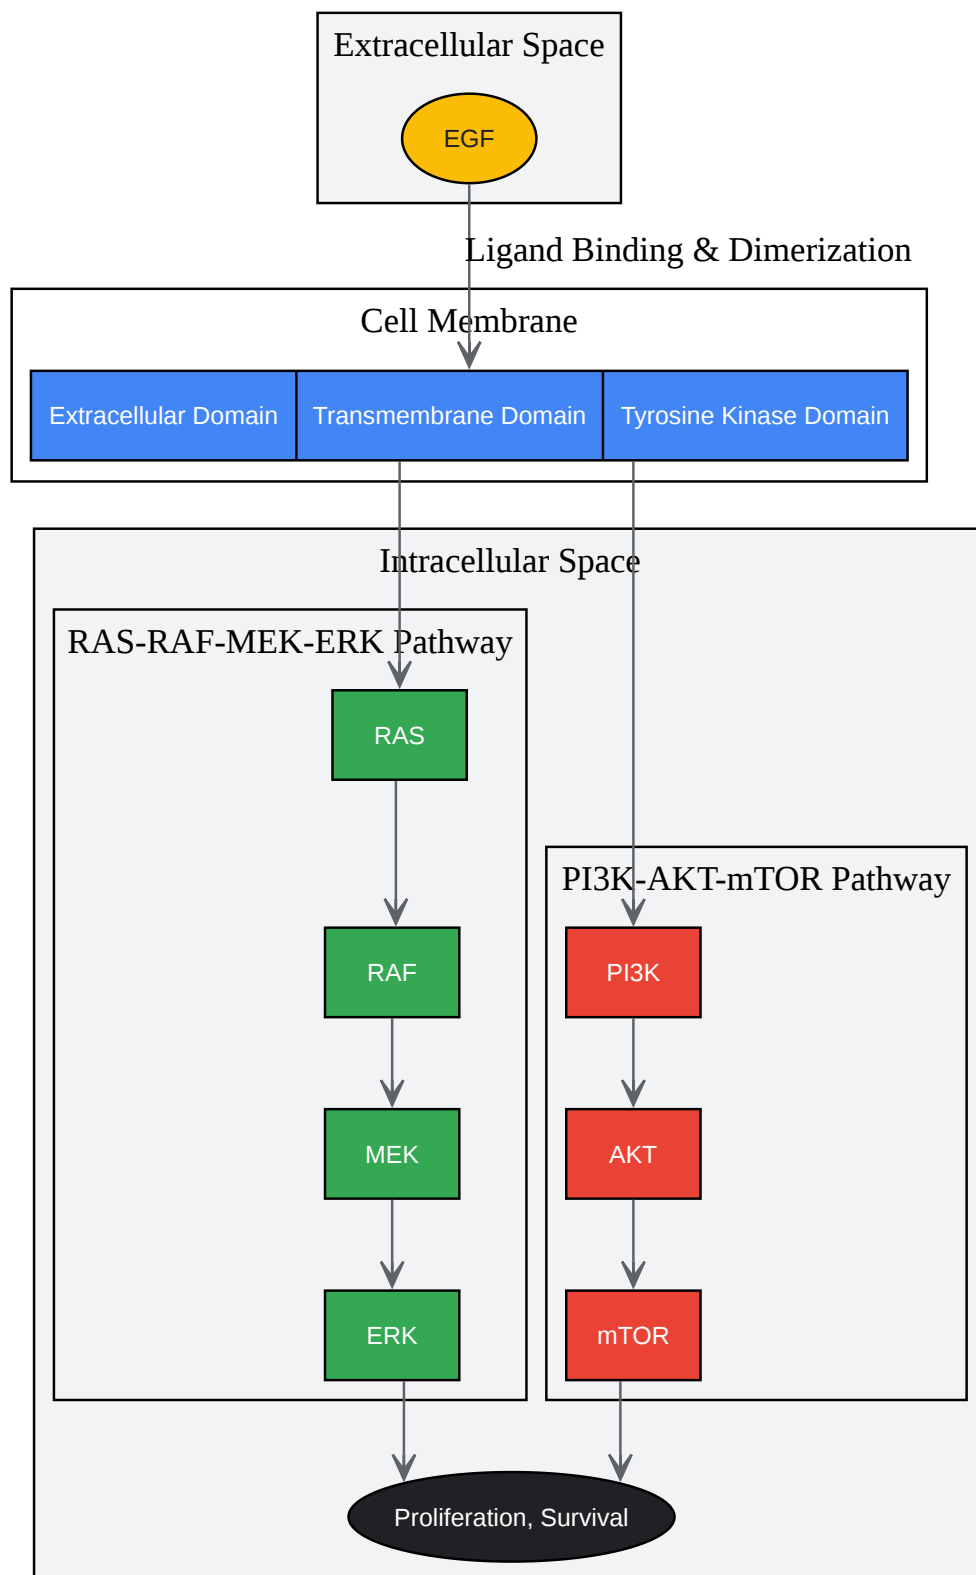 Extracellular Space
EGF
Ligand Binding & Dimerization
Cell Membrane
Extracellular Domain
Transmembrane Domain
Tyrosine Kinase Domain
Intracellular Space
RAS-RAF-MEK-ERK Pathway
RAS
PI3K-AKT-mTOR Pathway
RAF
PI3K
MEK
AKT
ERK
mTOR
Proliferation, Survival